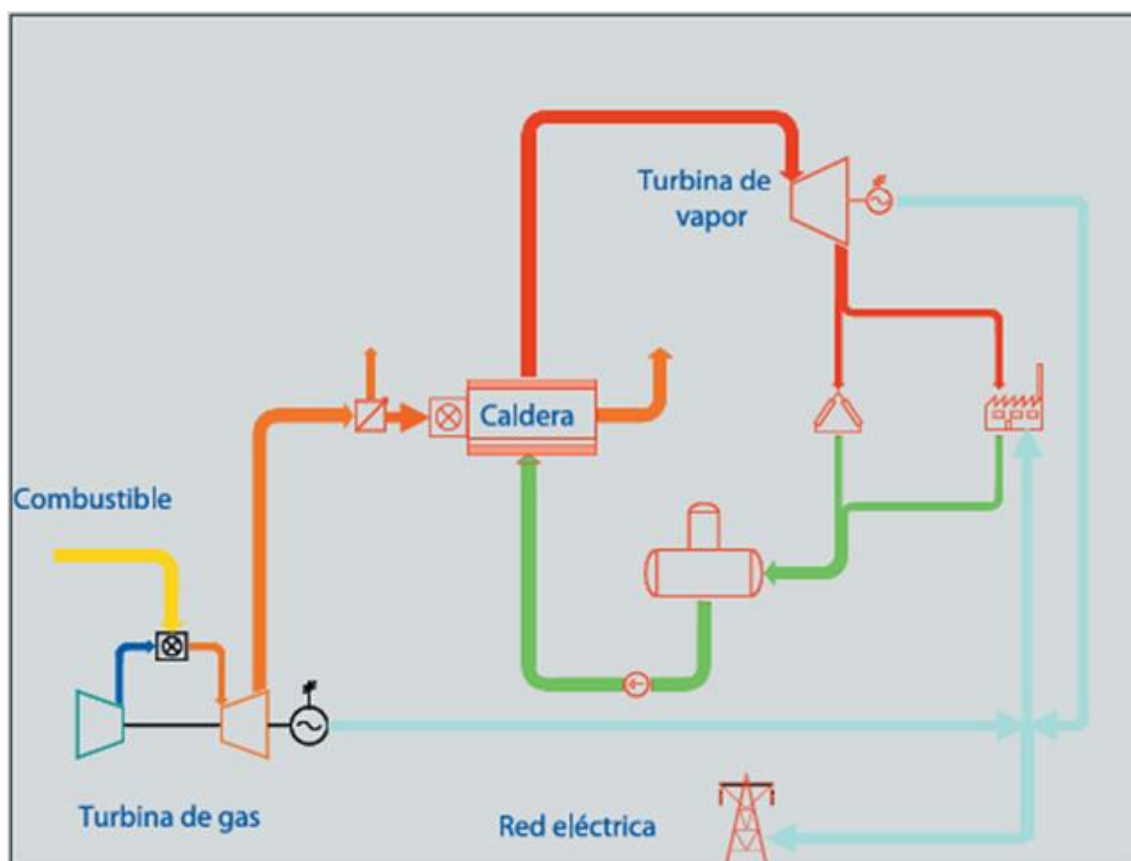 Turbina de
vapor
Caldera
Combustible
Turbina de gas
Red eléctrica